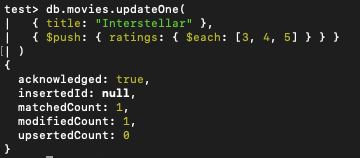 test> db.movies.updateOne(
|   { title: "Interstellar" },
|   { $push: { ratings: { $each: [3, 4, 5] } } }
| )
{
  acknowledged: true,
  insertedId: null,
  matchedCount: 1,
  modifiedCount: 1,
  upsertedCount: 0
}